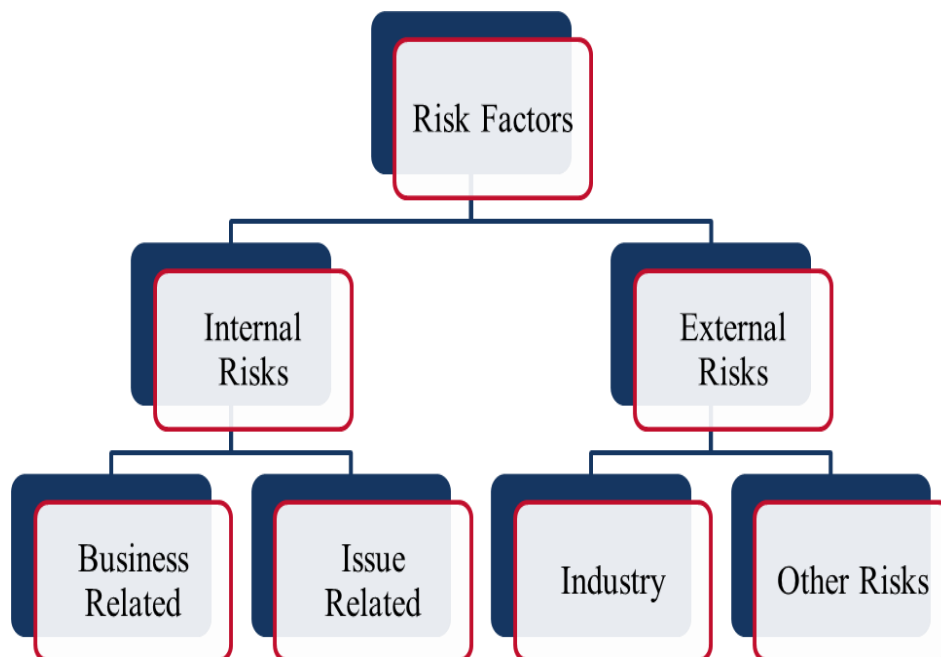 Risk Factors
Internal
Risks
External
Risks
Business
Related
Issue
Related
Industry
Other Risks